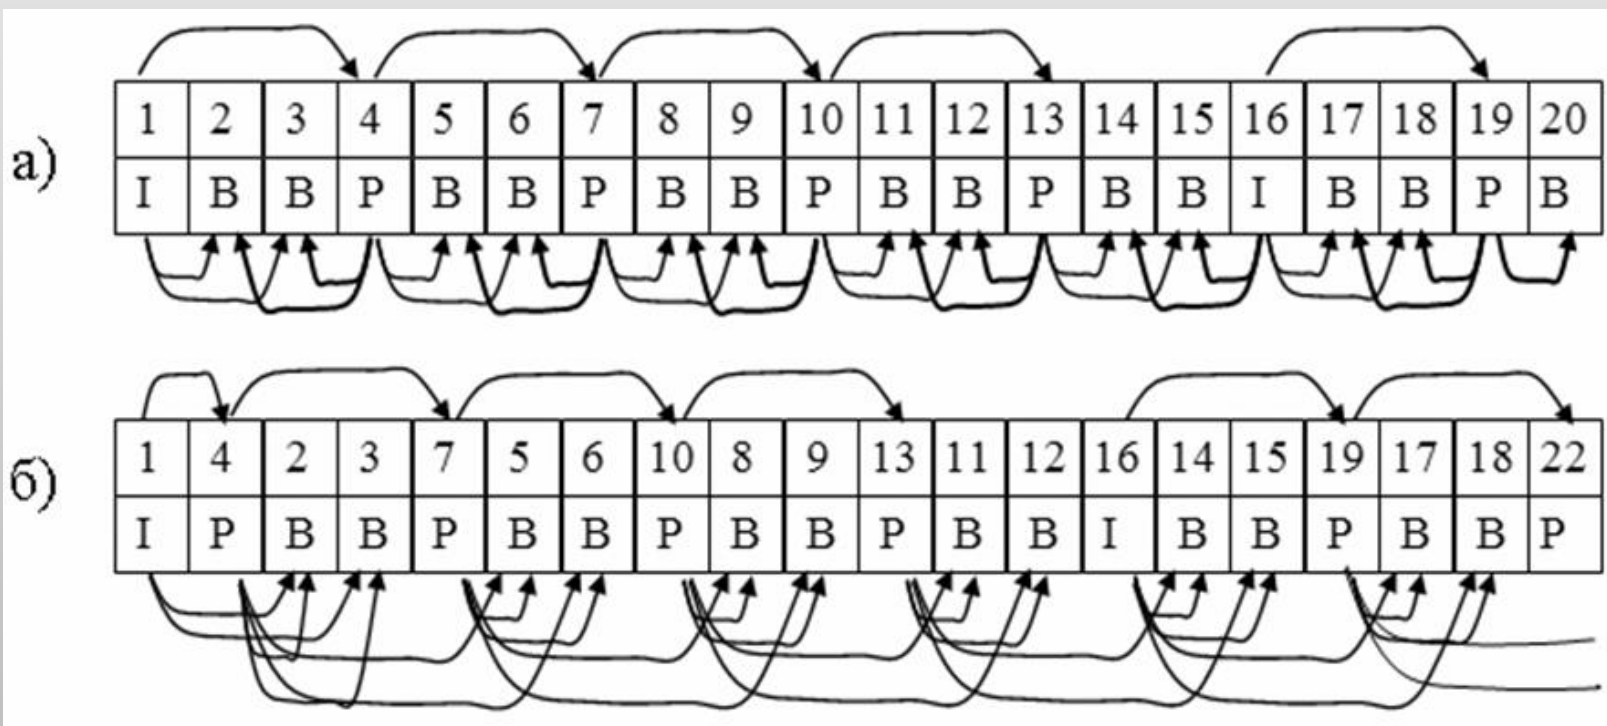 1 2 3 4 5 6 7 8 9 10 11 12 13 14 15 16 17 18 19 20
а)
I B B P B B P B B P B B P B B I B B P B
1 4 2 3 7 5 6 10 8 9 13 11 12 16 14 15 19 17 18 22
б)
I P B B P B B P B B P B B I B B P B B P